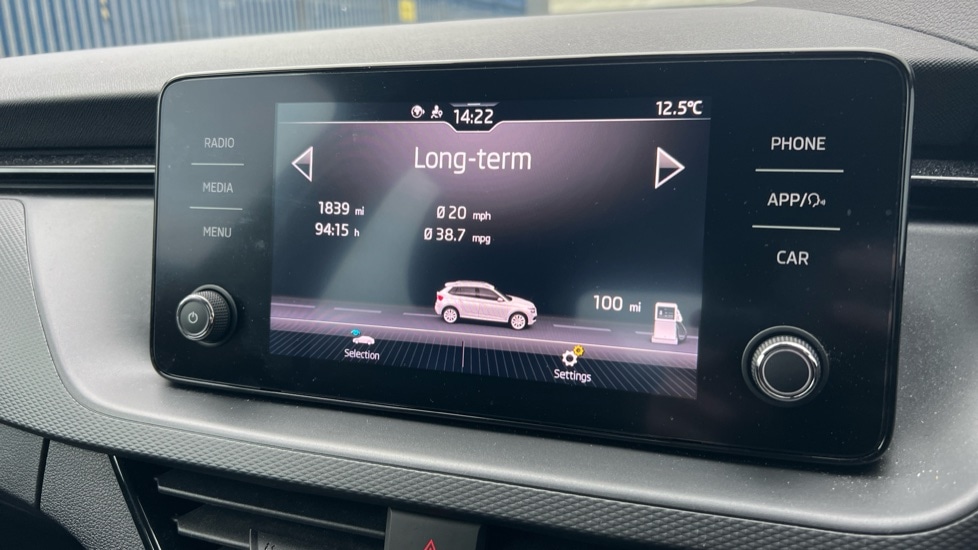 14:22
12.5°C
RADIO
MEDIA
MENU
Long-term
1839 mi
94:15 h
Ø 20 mph
Ø 38.7 mpg
100 mi
Selection
Settings
PHONE
APP/
CAR